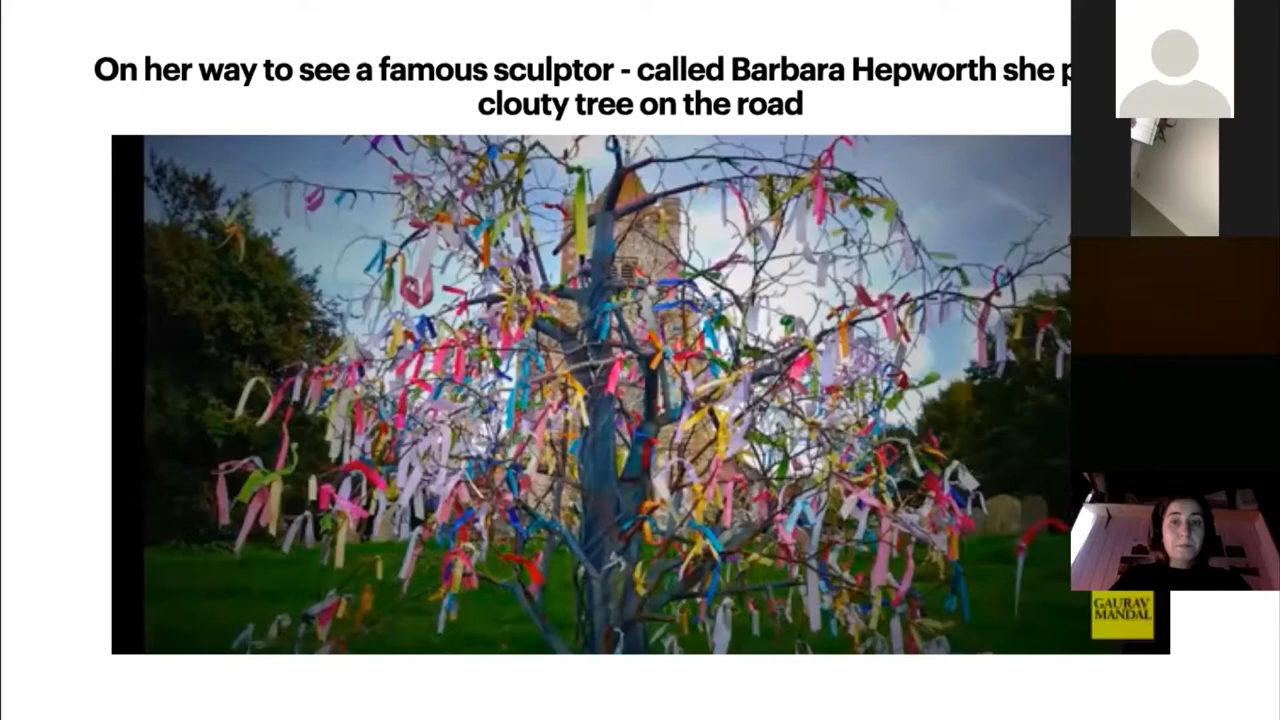 On her way to see a famous sculptor - called Barbara Hepworth she
clouty tree on the road
GAURAV
MANDAL